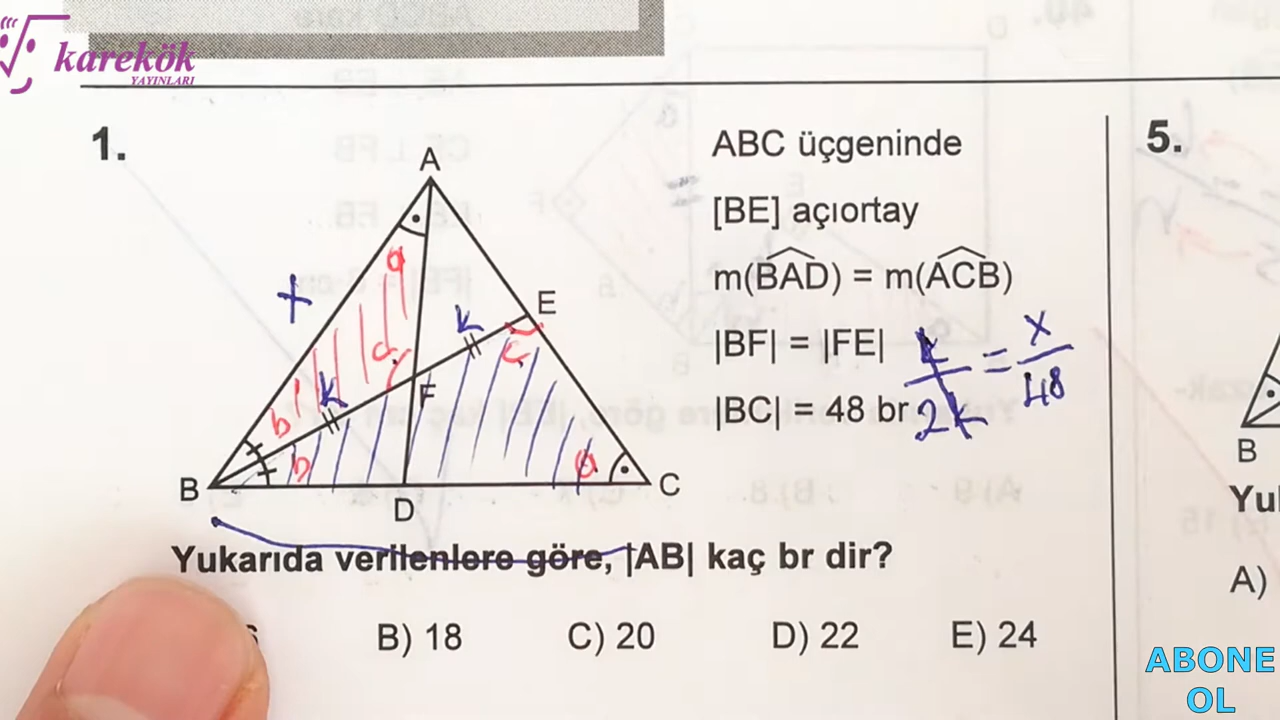 karekök
YAYINLARI
1.
ABC üçgeninde
[BE] açıortay
m(BAD) = m(ACB)
|BF| = |FE|
|BC| = 48 br
k/2k = x/48
A
a
x
k
E
d
c
k
F
b
b
a
B
D
C
Yukarıda verilenlere göre, |AB| kaç br dir?
B) 18
C) 20
D) 22
E) 24
5.
B
Yu
A)
ABONE
OL